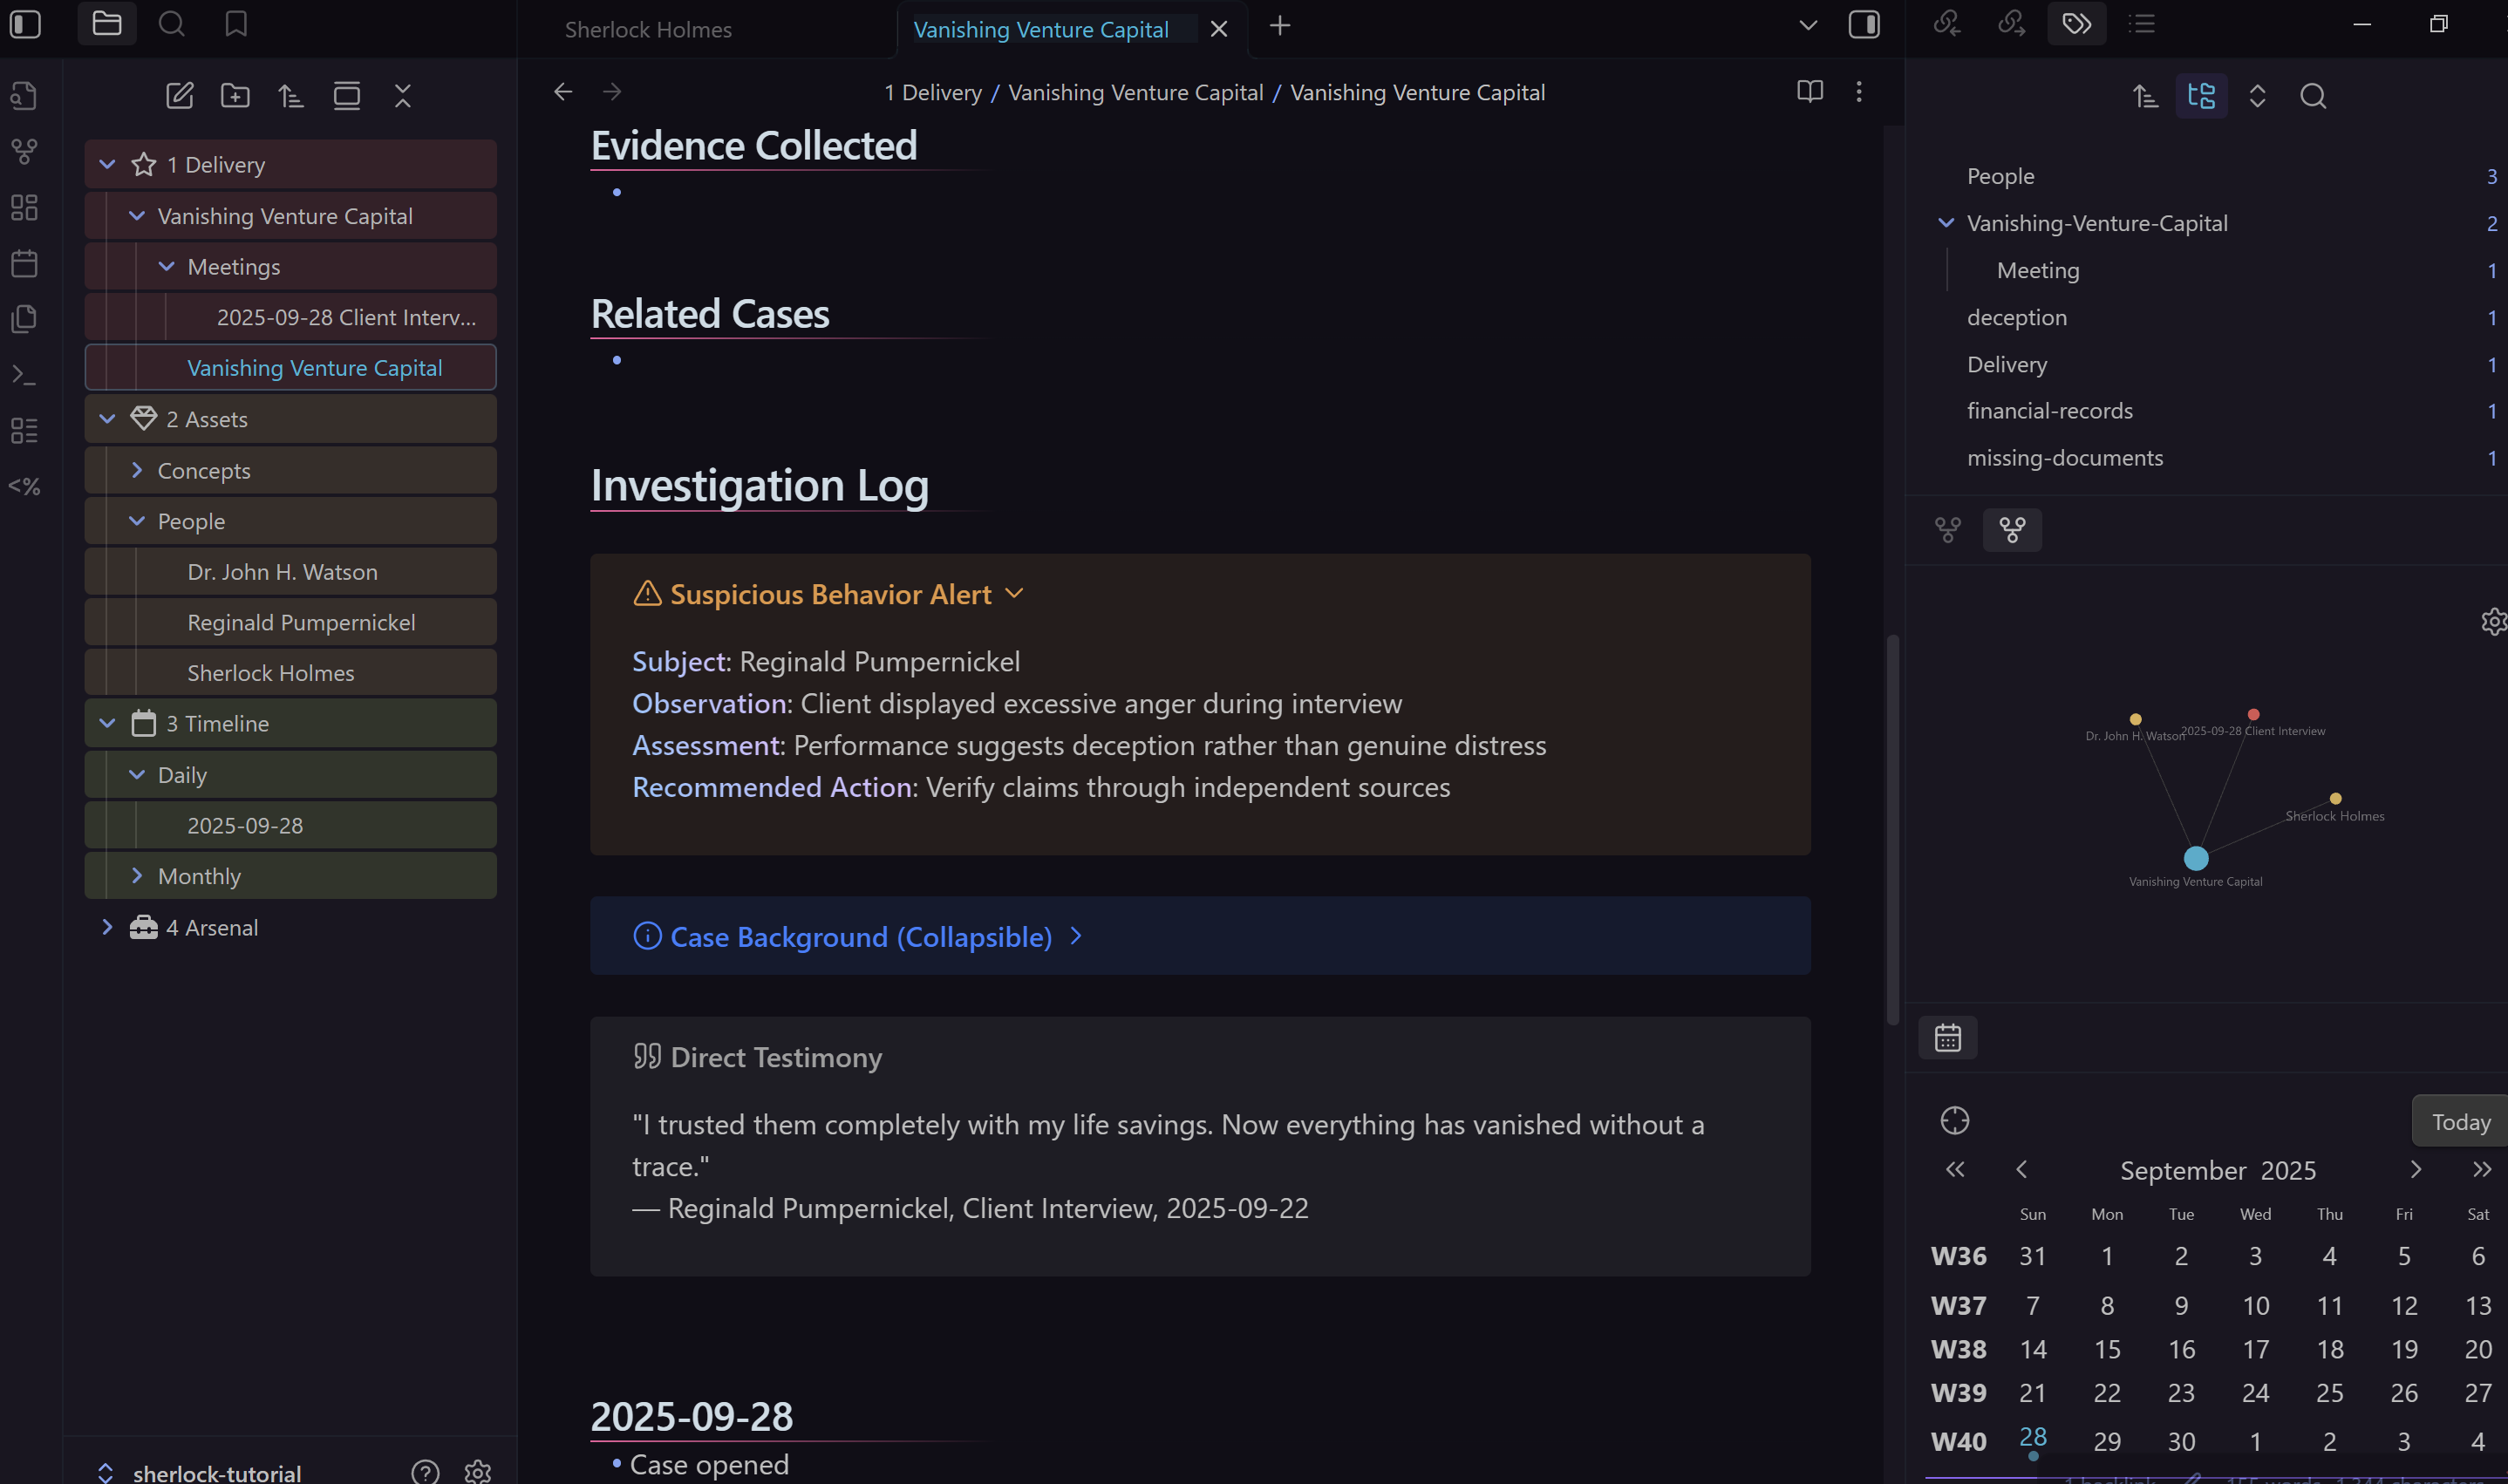 Sherlock Holmes
Vanishing Venture Capital
1 Delivery
Vanishing Venture Capital
Meetings
2025-09-28 Client Interv...
Vanishing Venture Capital
2 Assets
Concepts
People
Dr. John H. Watson
Reginald Pumpernickel
Sherlock Holmes
3 Timeline
Daily
2025-09-28
Monthly
4 Arsenal
sherlock-tutorial
<%
1 Delivery / Vanishing Venture Capital / Vanishing Venture Capital
Evidence Collected
Related Cases
Investigation Log
Suspicious Behavior Alert
Subject: Reginald Pumpernickel
Observation: Client displayed excessive anger during interview
Assessment: Performance suggests deception rather than genuine distress
Recommended Action: Verify claims through independent sources
Case Background (Collapsible)
Direct Testimony
"I trusted them completely with my life savings. Now everything has vanished without a
trace."
— Reginald Pumpernickel, Client Interview, 2025-09-22
2025-09-28
• Case opened
People 3
Vanishing-Venture-Capital 2
Meeting 1
deception 1
Delivery 1
financial-records 1
missing-documents 1
Dr. John H. Watson
2025-09-28 Client Interview
Sherlock Holmes
Vanishing Venture Capital
Today
September 2025
Sun Mon Tue Wed Thu Fri Sat
W36 31 1 2 3 4 5 6
W37 7 8 9 10 11 12 13
W38 14 15 16 17 18 19 20
W39 21 22 23 24 25 26 27
W40 28 29 30 1 2 3 4